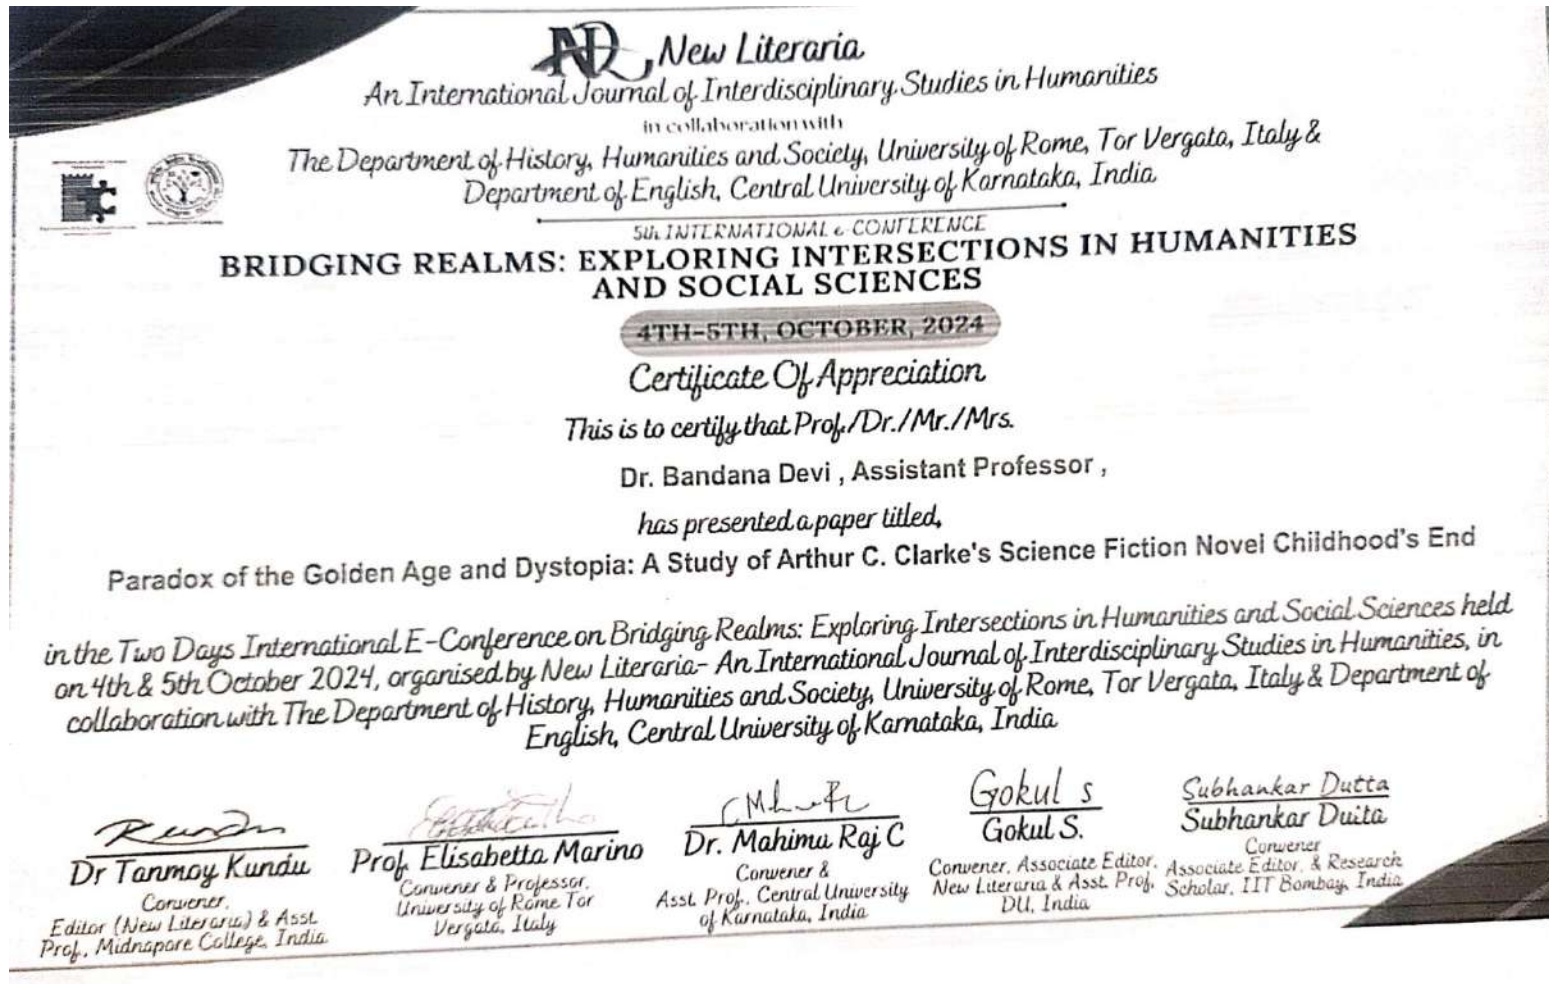 New Literaria
An International Journal of Interdisciplinary Studies in Humanities
in collaboration with
The Department of History, Humanities and Society, University of Rome, Tor Vergata, Italy &
Department of English, Central University of Karnataka, India
5th INTERNATIONAL e-CONFERENCE
BRIDGING REALMS: EXPLORING INTERSECTIONS IN HUMANITIES
AND SOCIAL SCIENCES
4TH-5TH, OCTOBER, 2024
Certificate Of Appreciation
This is to certify that Prof./Dr./Mr./Mrs.
Dr. Bandana Devi , Assistant Professor ,
has presented a paper titled,
Paradox of the Golden Age and Dystopia: A Study of Arthur C. Clarke's Science Fiction Novel Childhood's End
in the Two Days International E-Conference on Bridging Realms: Exploring Intersections in Humanities and Social Sciences held
on 4th & 5th October 2024, organised by New Literaria- An International Journal of Interdisciplinary Studies in Humanities, in
collaboration with The Department of History, Humanities and Society, University of Rome, Tor Vergata, Italy & Department of
English, Central University of Karnataka, India
Dr Tanmoy Kundu
Convener,
Editor (New Literaria) & Asst.
Prof., Midnapore College, India
Prof. Elisabetta Marino
Convener & Professor,
University of Rome Tor
Vergata, Italy
Dr. Mahima Raj C
Convener &
Asst. Prof., Central University
of Karnataka, India
Gokul s
Gokul S.
Convener, Associate Editor,
New Literaria & Asst. Prof.
DU, India
Subhankar Dutta
Subhankar Dutta
Convener
Associate Editor, & Research
Scholar, IIT Bombay, India